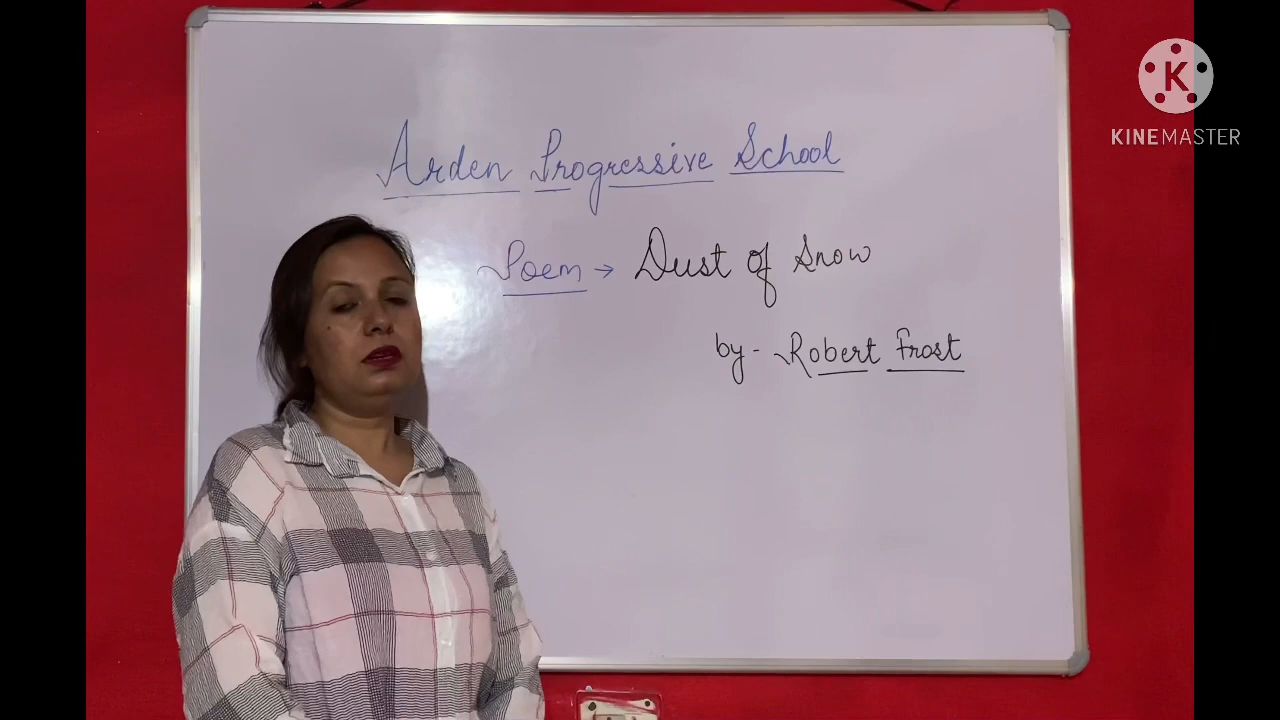 Arden Progressive School
Poem → Dust of Snow
by - Robert Frost
K
KINEMASTER